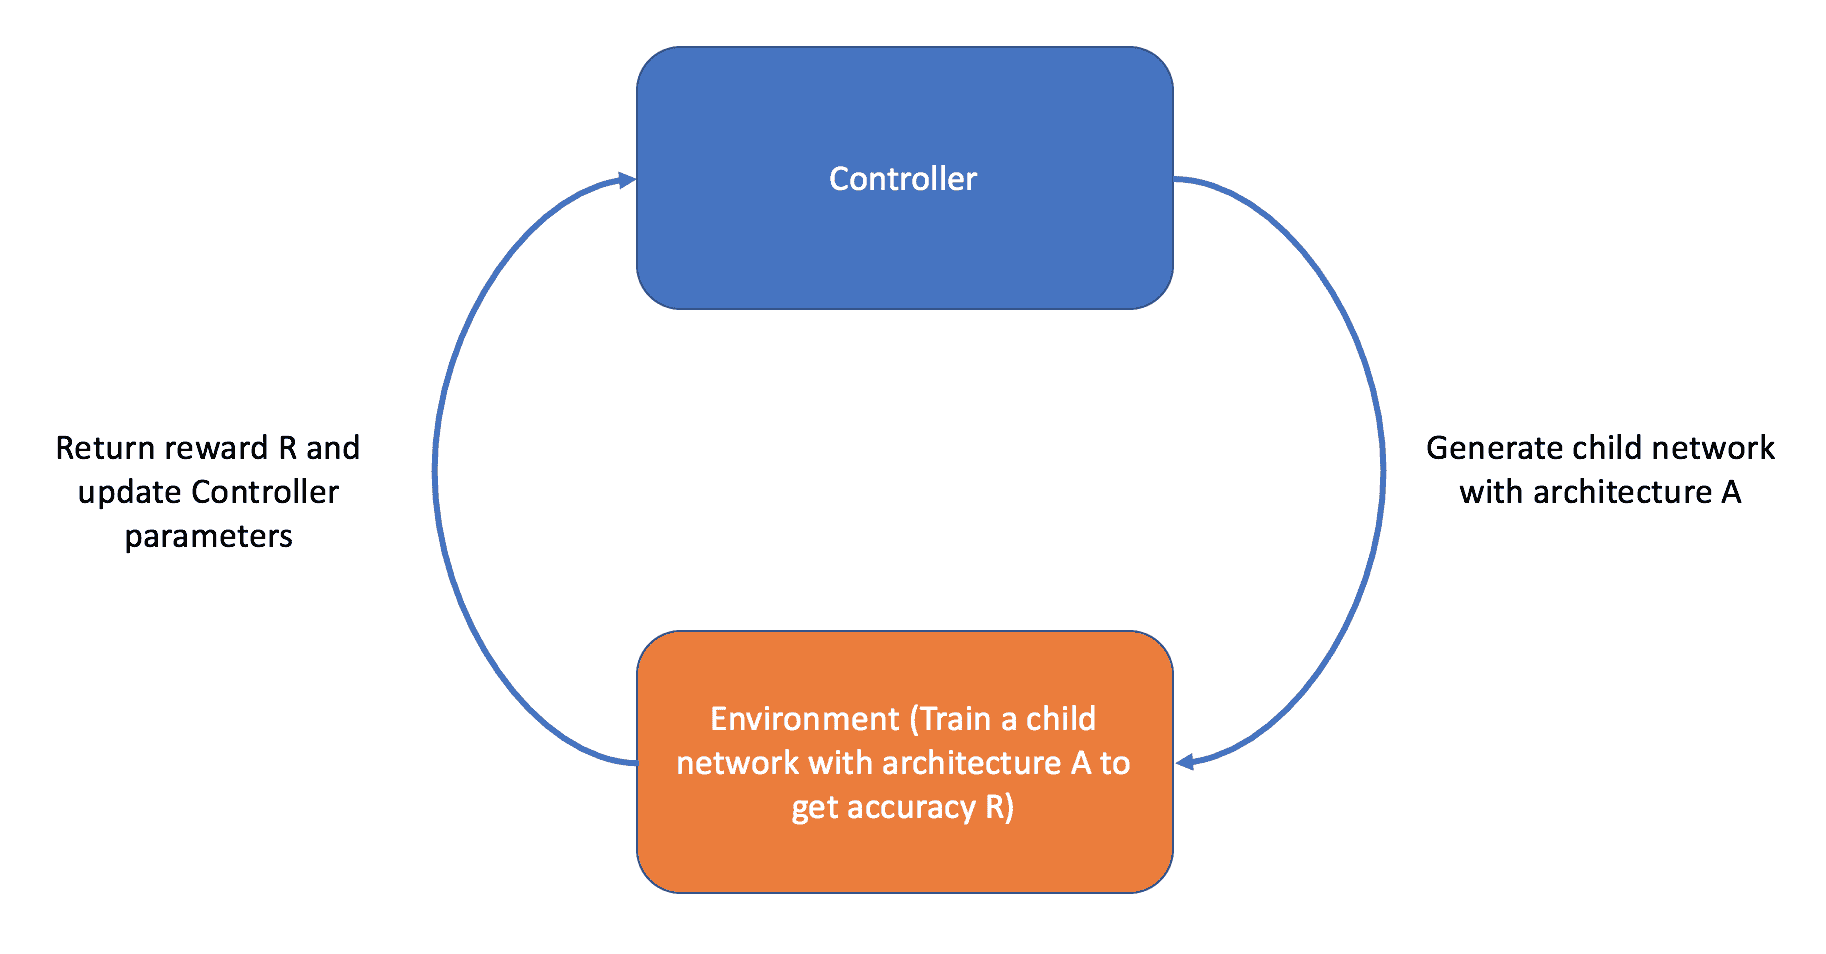 Controller
Return reward R and
update Controller
parameters
Generate child network
with architecture A
Environment (Train a child
network with architecture A to
get accuracy R)